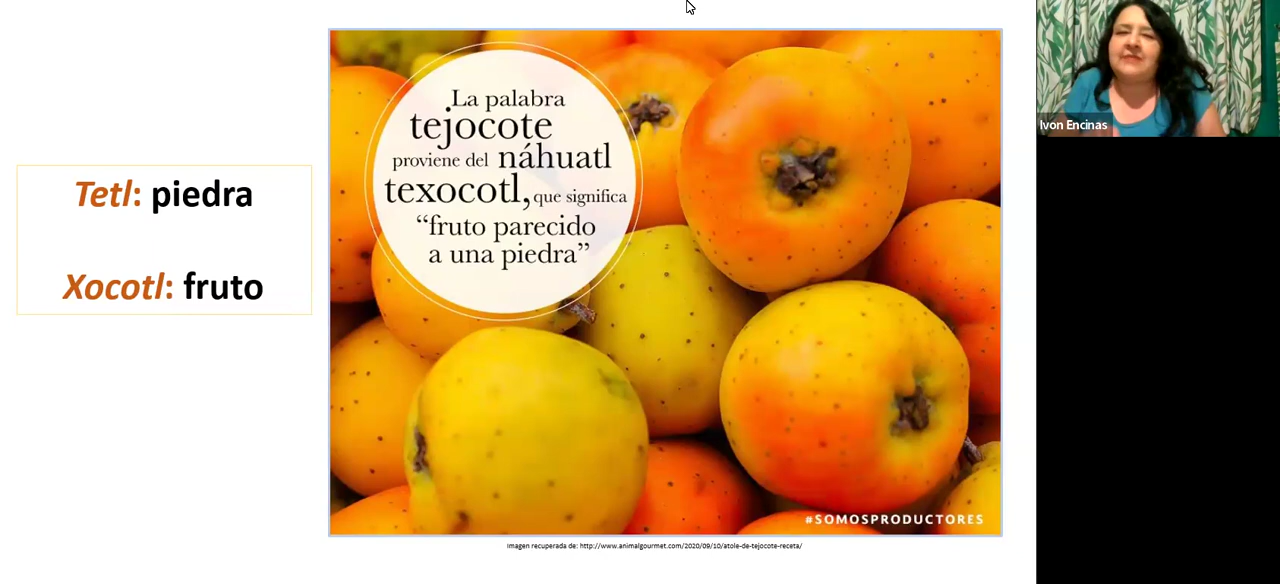 Tetl: piedra
Xocotl: fruto
La palabra
tejocote
proviene del náhuatl
texocotl, que significa
“fruto parecido
a una piedra”
#SOMOSPRODUCTORES
Imagen recuperada de: http://www.animalgourmet.com/2020/09/10/atole-de-tejocote-receta/
Ivon Encinas